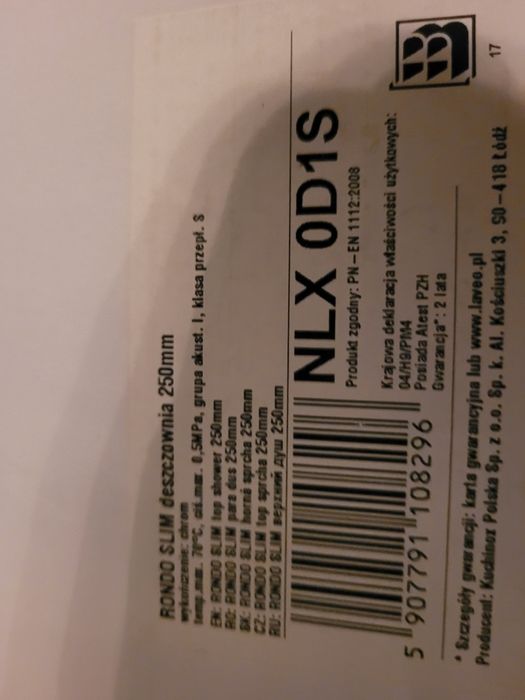 RONDO SLIM deszczownia 250mm
wykończenie: chrom
temp. max. 70°C, ciś.max. 0,5MPa, grupa akust. I, klasa przepł. S
EN: RONDO SLIM top shower 250mm
RO: RONDO SLIM para dus 250mm
SK: RONDO SLIM horná sprcha 250mm
CZ: RONDO SLIM top sprcha 250mm
RU: RONDO SLIM верхний душ 250mm
NLX 0D1S
Produkt zgodny: PN-EN 1112:2008
Krajowa deklaracja właściwości użytkowych:
04/H9/PM4
Posiada Atest PZH
Gwarancja*: 2 lata
5 907791 108296
B
17
* Szczegóły gwarancji: karta gwarancyjna lub www.laveo.pl
Producent: Kuchinox Polska Sp. z o.o. Sp. k. Al. Kościuszki 3, 90-418 Łódź